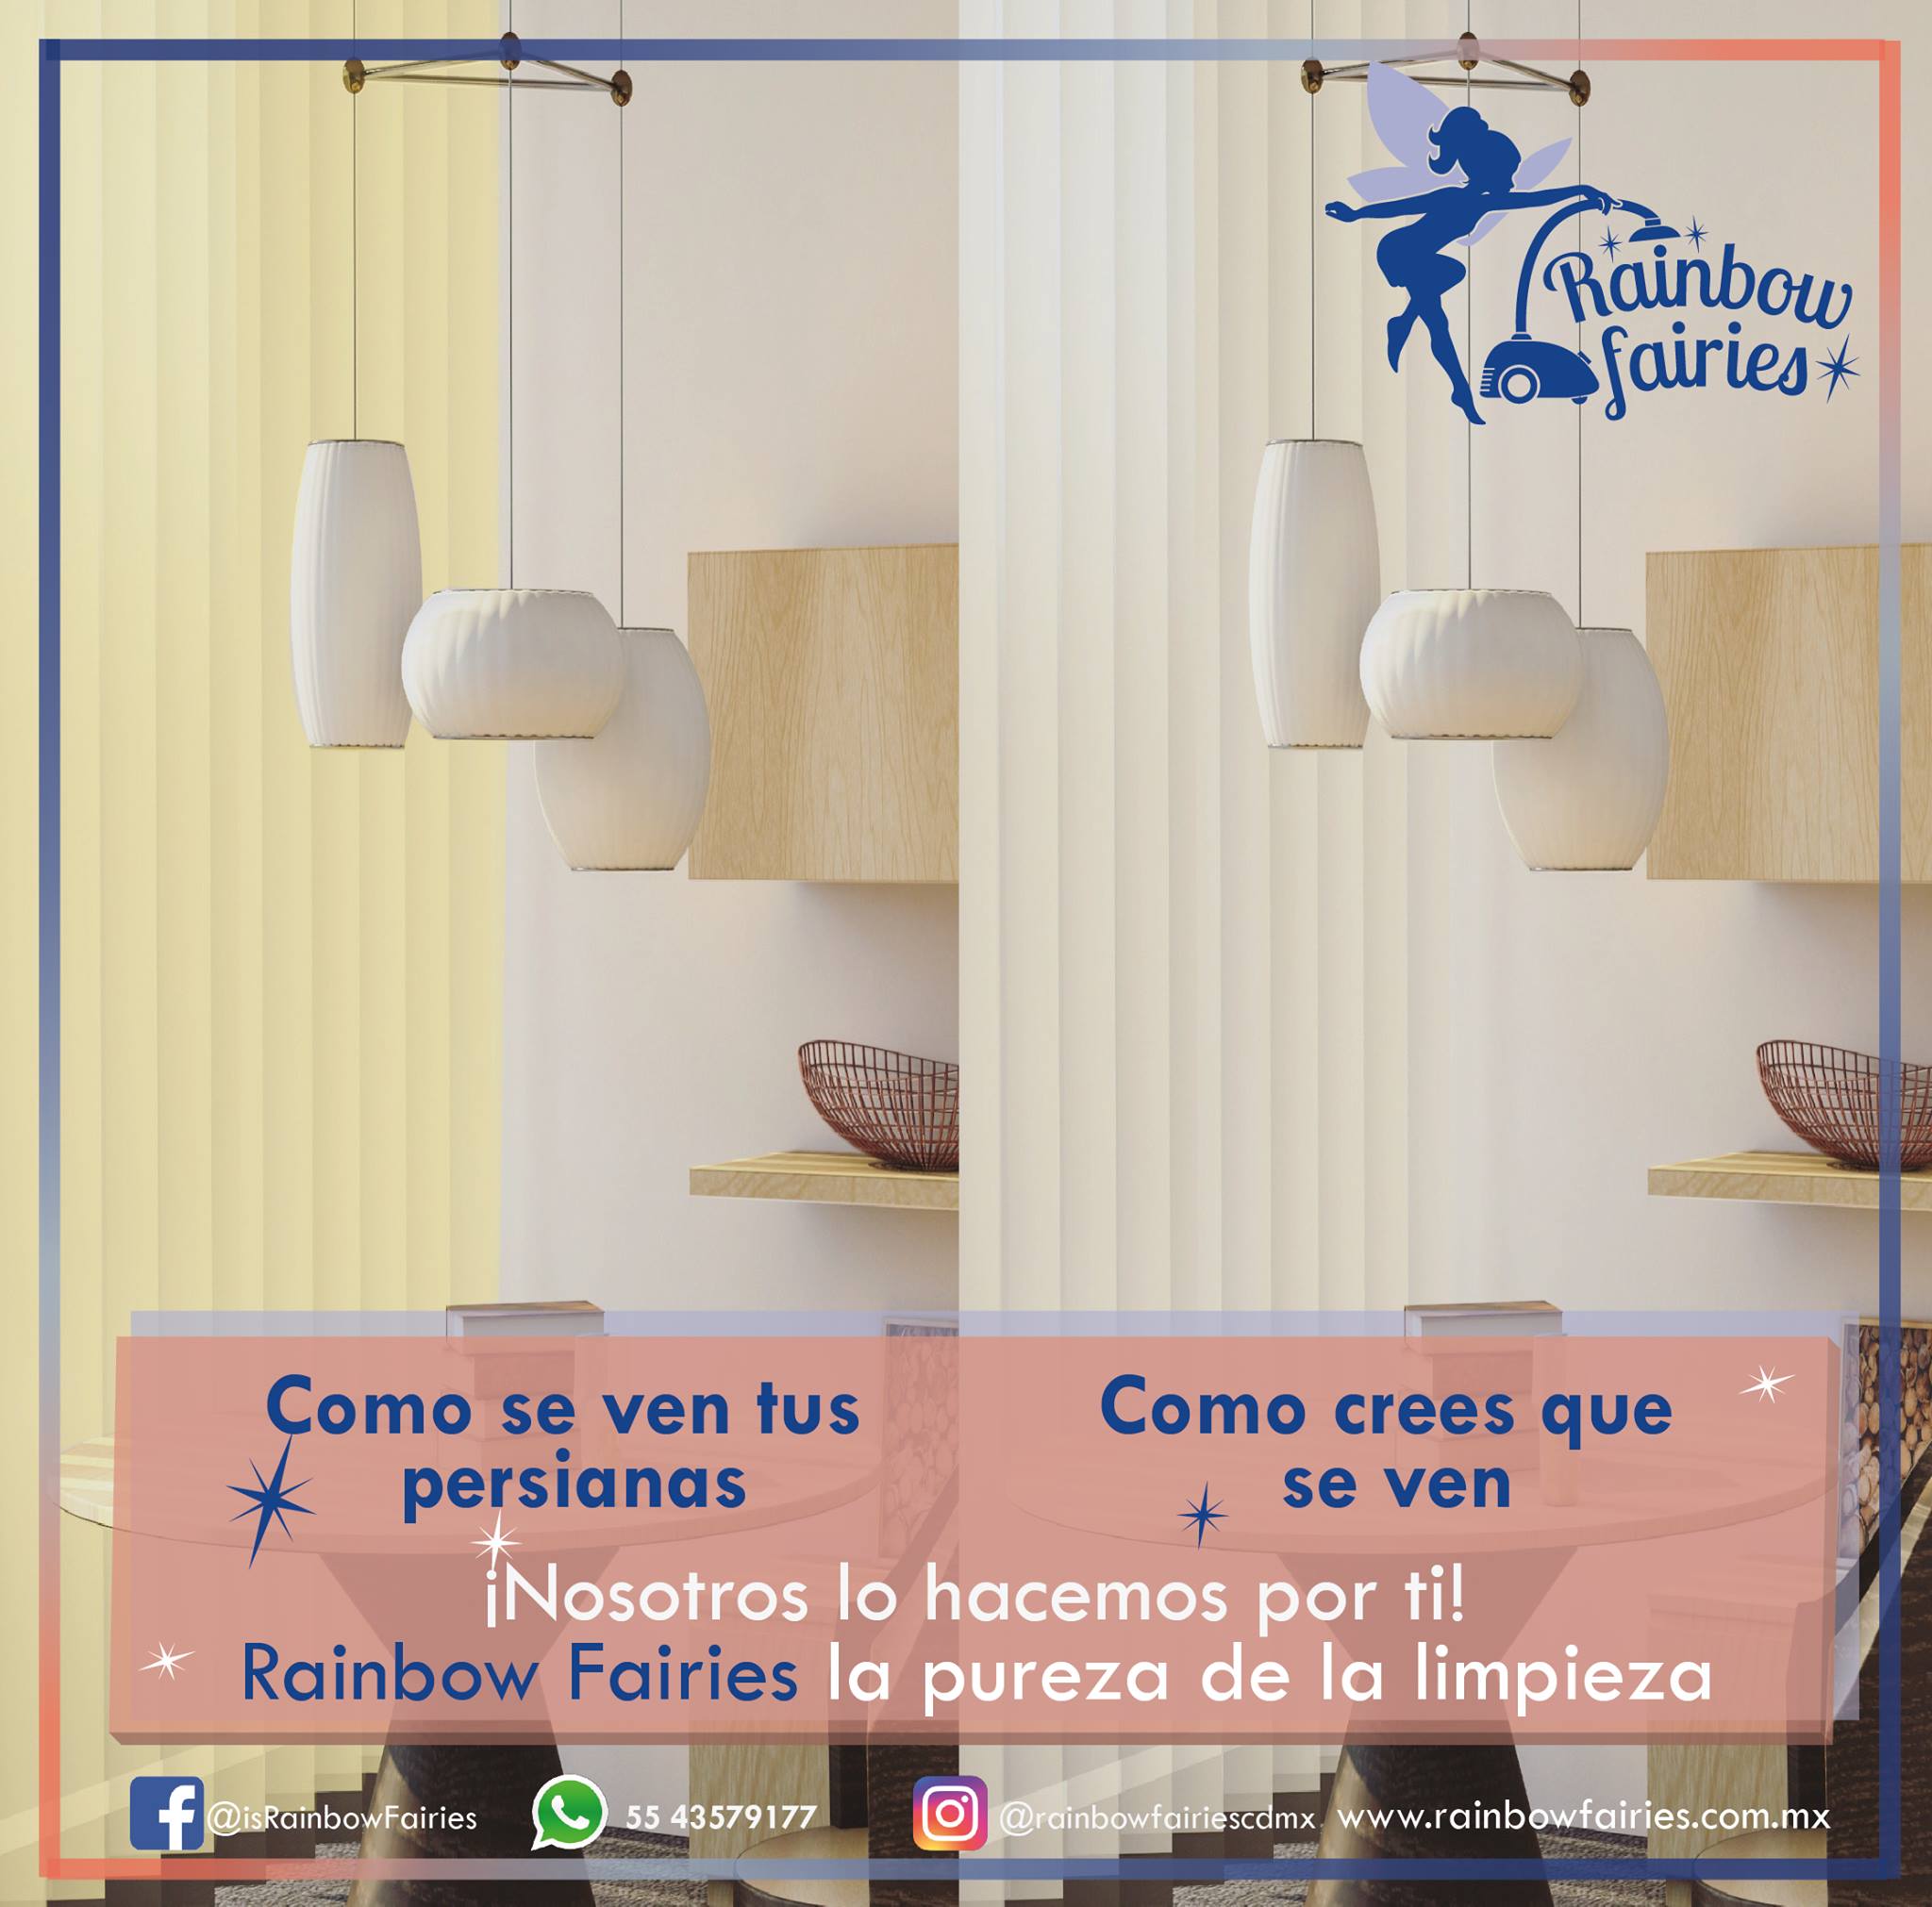 Rainbow
fairies
Como se ven tus
persianas
Como crees que
se ven
¡Nosotros lo hacemos por ti!
Rainbow Fairies la pureza de la limpieza
@isRainbowFairies 55 43579177 @rainbowfairiescdmx www.rainbowfairies.com.mx